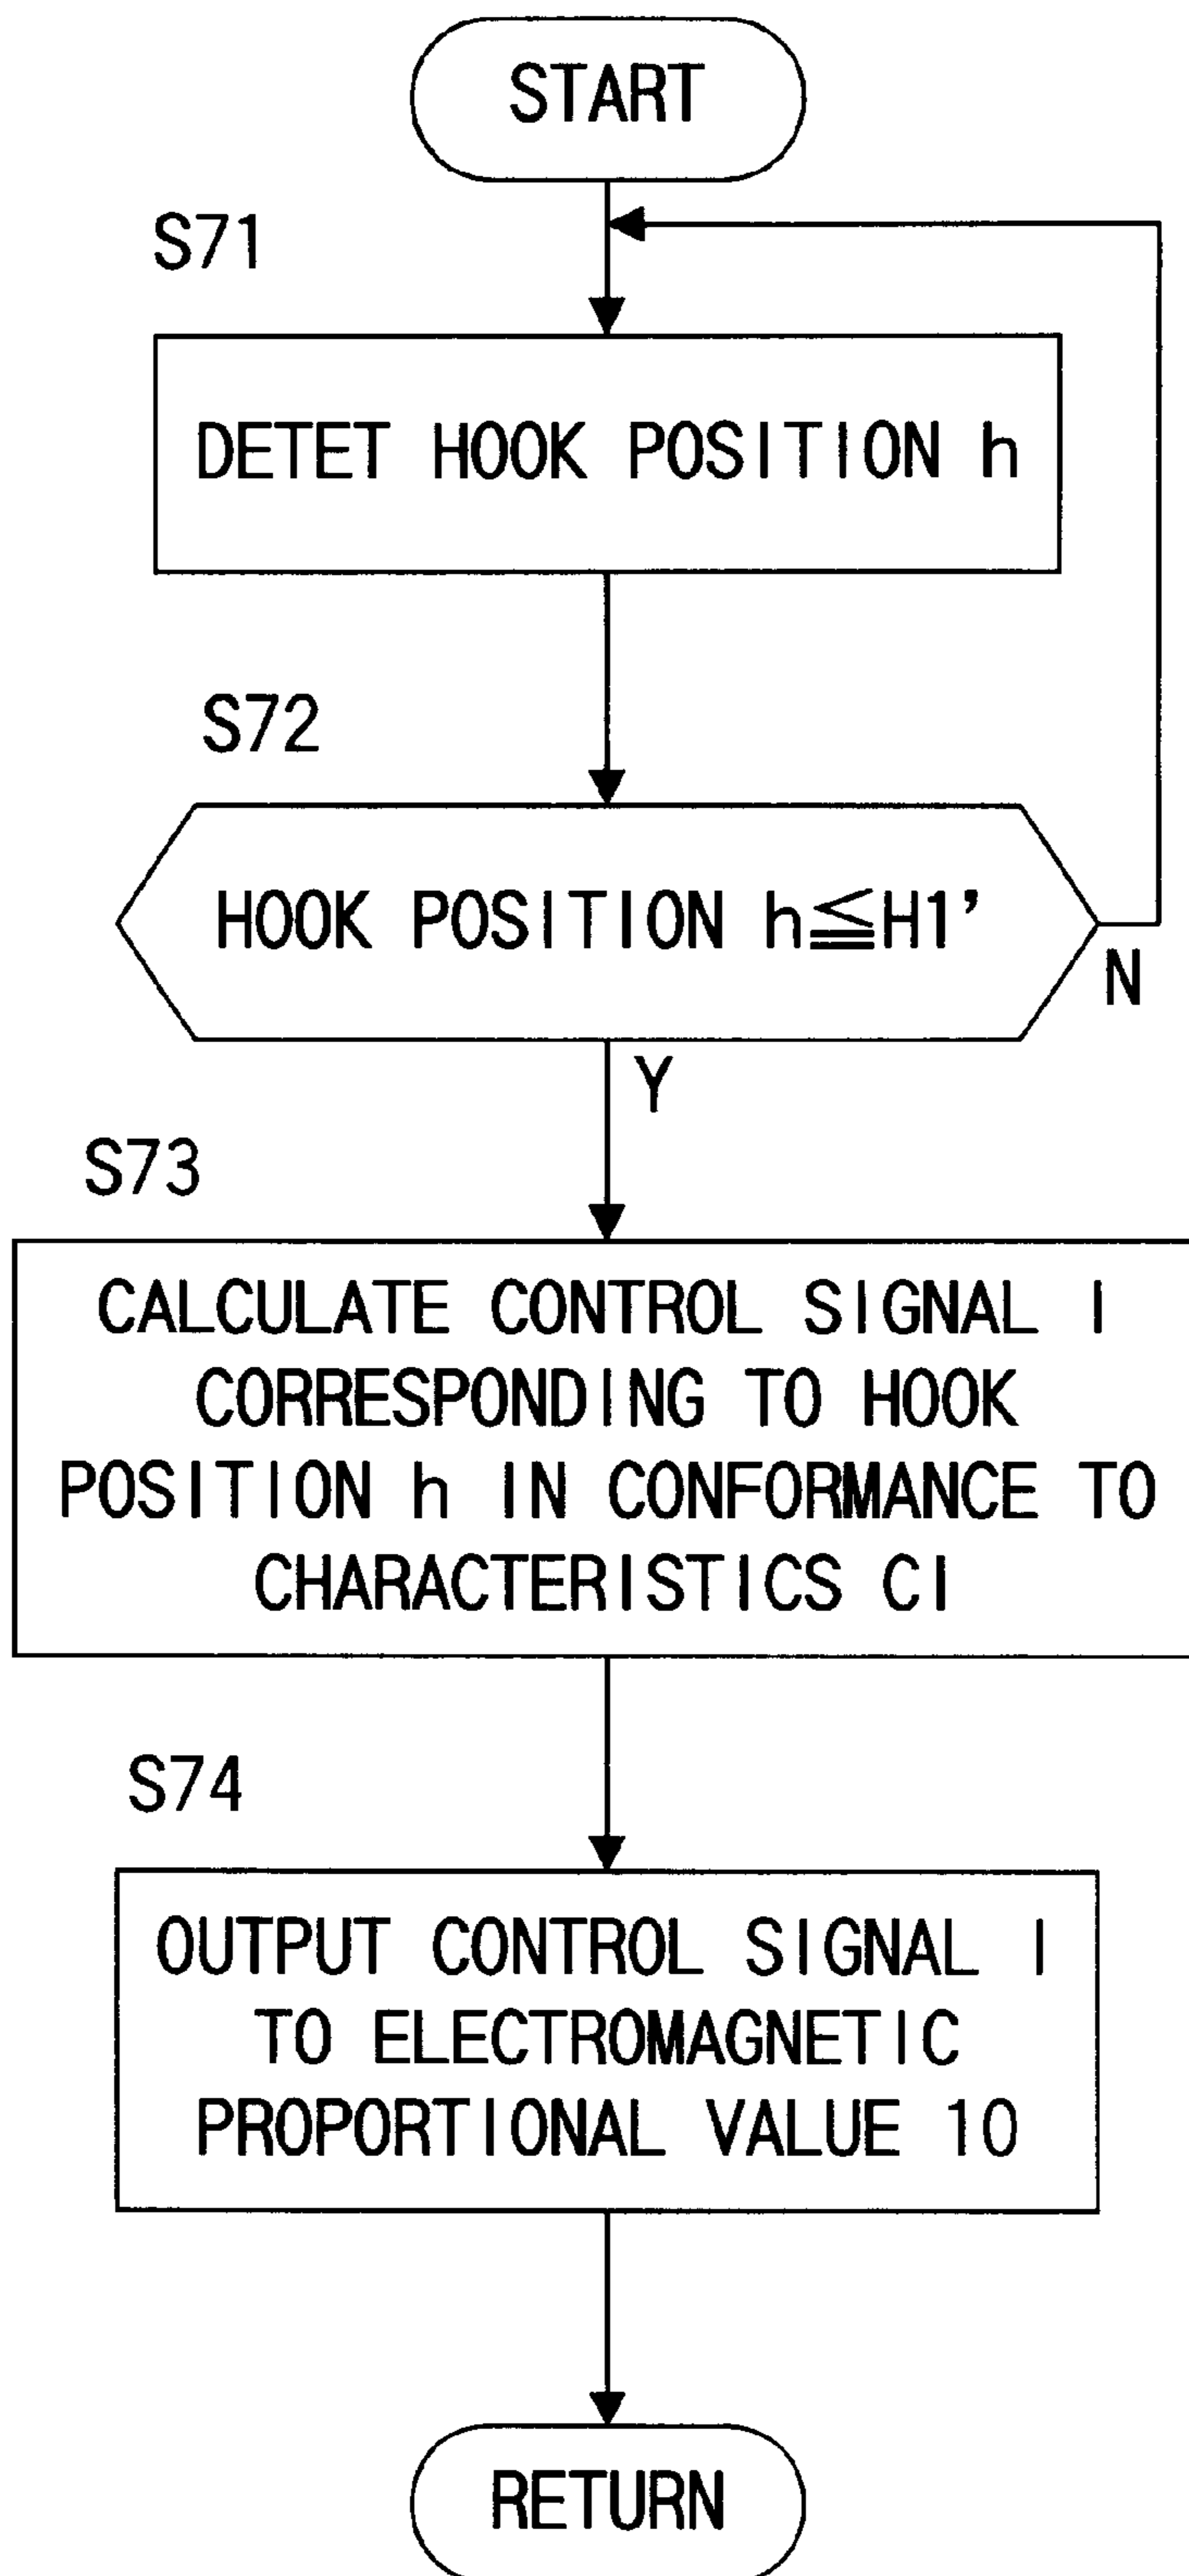 START
S71
DETET HOOK POSITION h
S72
HOOK POSITION h≦H1’
N
Y
S73
CALCULATE CONTROL SIGNAL I
CORRESPONDING TO HOOK
POSITION h IN CONFORMANCE TO
CHARACTERISTICS CI
S74
OUTPUT CONTROL SIGNAL I
TO ELECTROMAGNETIC
PROPORTIONAL VALUE 10
RETURN